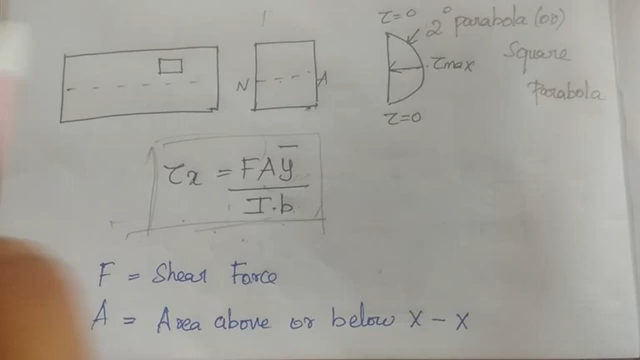 τ=0 2° parabola (or)
N A τmax Square
Parabola
τ=0
τx = FAȳ
I.b
F = Shear Force
A = Area above or below X - X